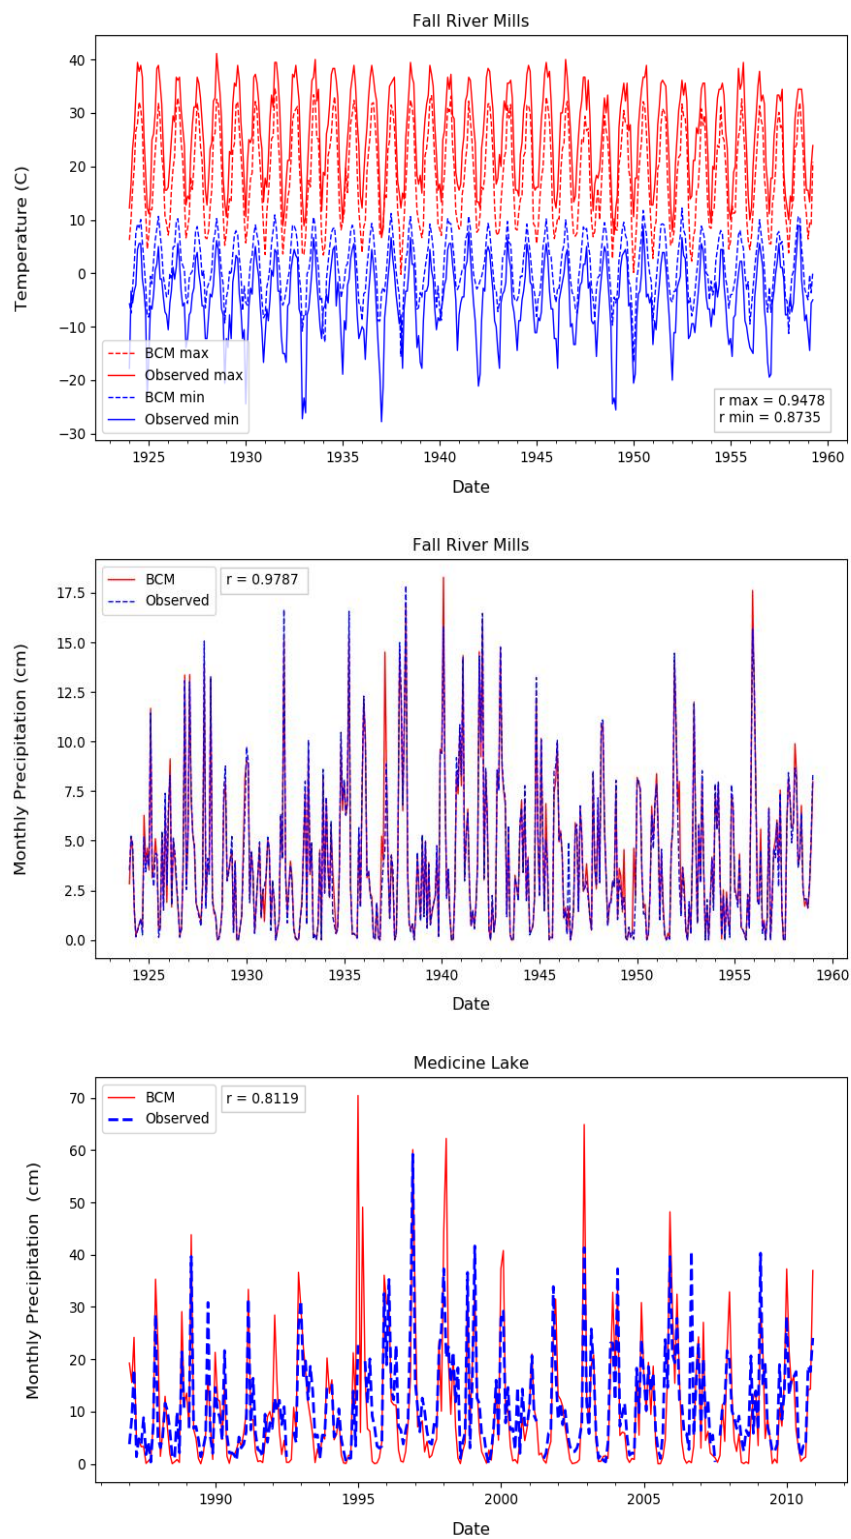 Fall River Mills
40
30
20
10
0
−10
−20
−30
Temperature (C)
BCM max
Observed max
BCM min
Observed min
r max = 0.9478
r min = 0.8735
1925 1930 1935 1940 1945 1950 1955 1960
Date
Fall River Mills
17.5
15.0
12.5
10.0
7.5
5.0
2.5
0.0
Monthly Precipitation (cm)
BCM
Observed
r = 0.9787
1925 1930 1935 1940 1945 1950 1955 1960
Date
Medicine Lake
70
60
50
40
30
20
10
0
Monthly Precipitation (cm)
BCM
Observed
r = 0.8119
1990 1995 2000 2005 2010
Date